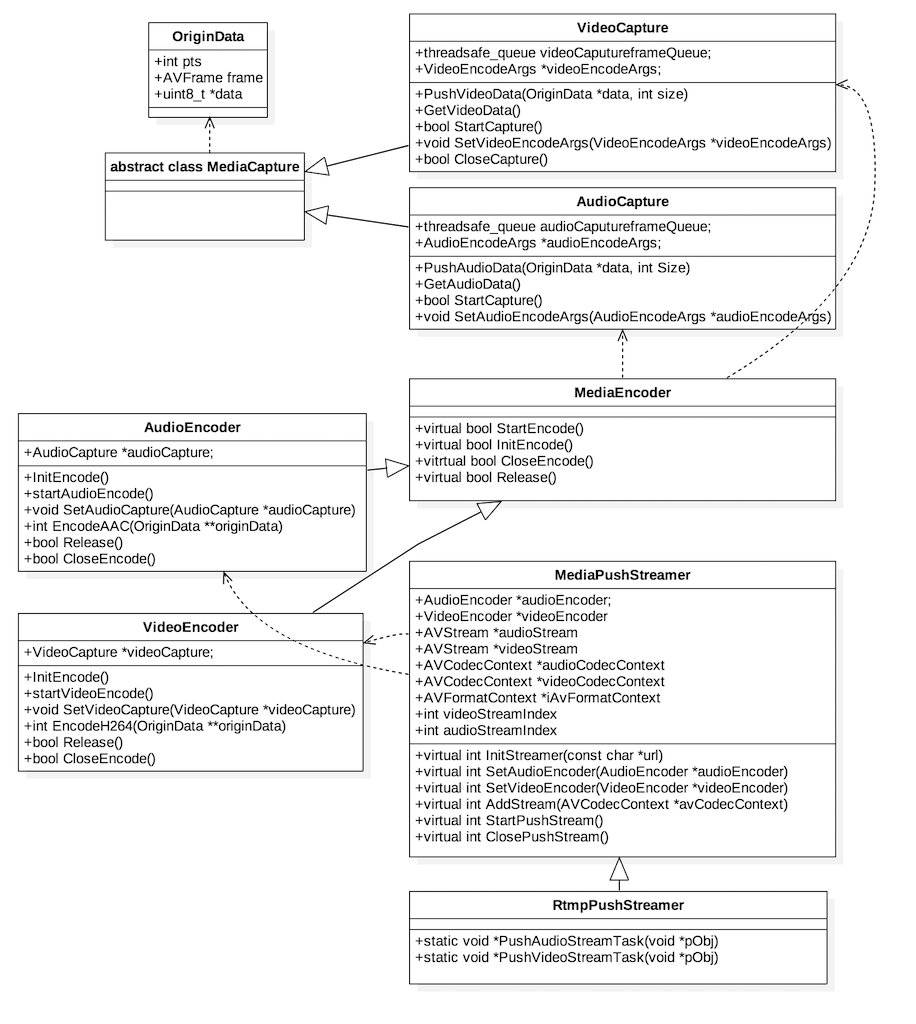 OriginData
+int pts
+AVFrame frame
+uint8_t *data
abstract class MediaCapture
VideoCapture
+threadsafe_queue videoCaputureframeQueue;
+VideoEncodeArgs *videoEncodeArgs;
+PushVideoData(OriginData *data, int size)
+GetVideoData()
+bool StartCapture()
+void SetVideoEncodeArgs(VideoEncodeArgs *videoEncodeArgs)
+bool CloseCapture()
AudioCapture
+threadsafe_queue audioCaputureframeQueue;
+AudioEncodeArgs *audioEncodeArgs;
+PushAudioData(OriginData *data, int Size)
+GetAudioData()
+bool StartCapture()
+void SetAudioEncodeArgs(AudioEncodeArgs *audioEncodeArgs)
MediaEncoder
+virtual bool StartEncode()
+virtual bool InitEncode()
+vitrtual bool CloseEncode()
+virtual bool Release()
AudioEncoder
+AudioCapture *audioCapture;
+InitEncode()
+startAudioEncode()
+void SetAudioCapture(AudioCapture *audioCapture)
+int EncodeAAC(OriginData **originData)
+bool Release()
+bool CloseEncode()
VideoEncoder
+VideoCapture *videoCapture;
+InitEncode()
+startVideoEncode()
+void SetVideoCapture(VideoCapture *videoCapture)
+int EncodeH264(OriginData **originData)
+bool Release()
+bool CloseEncode()
MediaPushStreamer
+AudioEncoder *audioEncoder;
+VideoEncoder *videoEncoder
+AVStream *audioStream
+AVStream *videoStream
+AVCodecContext *audioCodecContext
+AVCodecContext *videoCodecContext
+AVFormatContext *iAvFormatContext
+int videoStreamIndex
+int audioStreamIndex
+virtual int InitStreamer(const char *url)
+virtual int SetAudioEncoder(AudioEncoder *audioEncoder)
+virtual int SetVideoEncoder(VideoEncoder *videoEncoder)
+virtual int AddStream(AVCodecContext *avCodecContext)
+virtual int StartPushStream()
+virtual int ClosePushStream()
RtmpPushStreamer
+static void *PushAudioStreamTask(void *pObj)
+static void *PushVideoStreamTask(void *pObj)